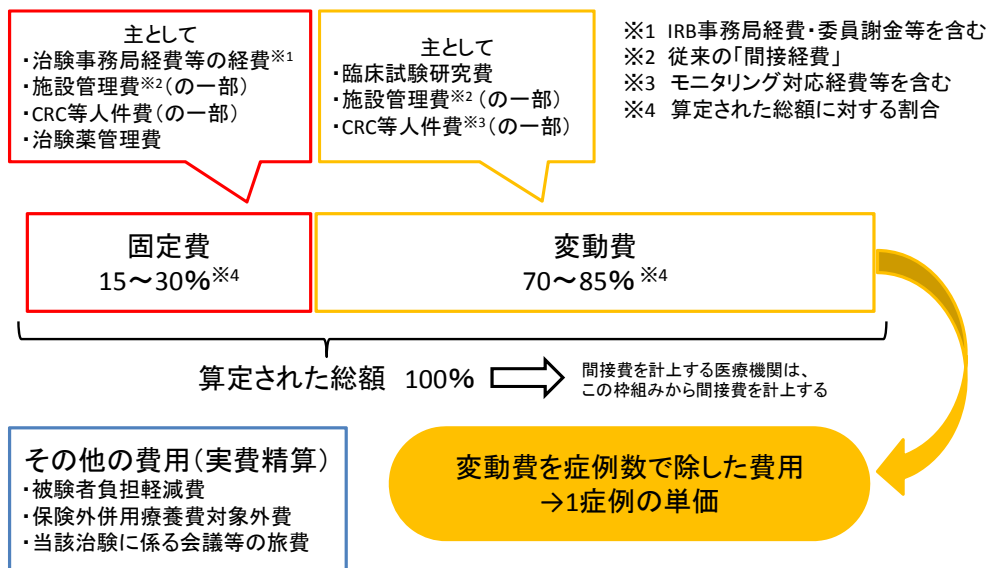 主として
・治験事務局経費等の経費※1
・施設管理費※2(の一部)
・CRC等人件費(の一部)
・治験薬管理費
主として
・臨床試験研究費
・施設管理費※2 (の一部)
・CRC等人件費※3(の一部)
※1 IRB事務局経費・委員謝金等を含む
※2 従来の「間接経費」
※3 モニタリング対応経費等を含む
※4 算定された総額に対する割合
固定費
15～30%※4
変動費
70～85% ※4
算定された総額 100%
間接費を計上する医療機関は、
この枠組みから間接費を計上する
その他の費用(実費精算)
・被験者負担軽減費
・保険外併用療養費対象外費
・当該治験に係る会議等の旅費
変動費を症例数で除した費用
→1症例の単価